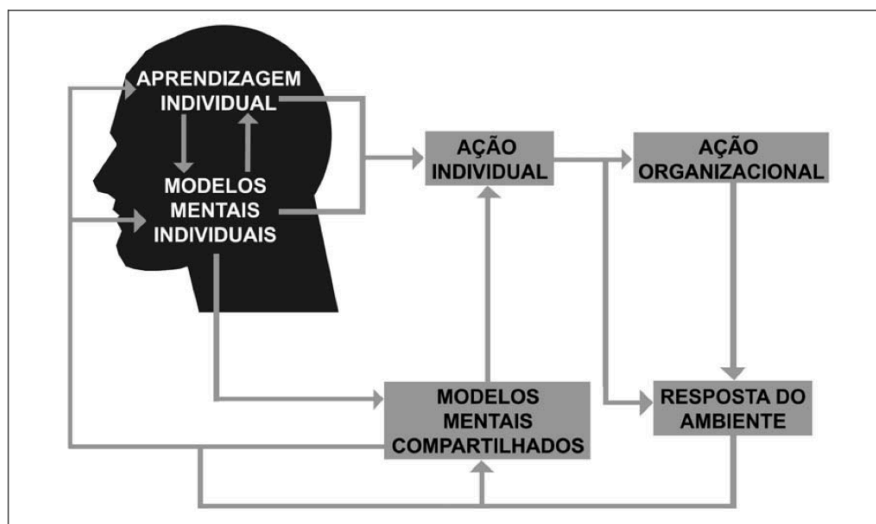 APRENDIZAGEM
INDIVIDUAL
MODELOS
MENTAIS
INDIVIDUAIS
AÇÃO
INDIVIDUAL
AÇÃO
ORGANIZACIONAL
MODELOS
MENTAIS
COMPARTILHADOS
RESPOSTA DO
AMBIENTE